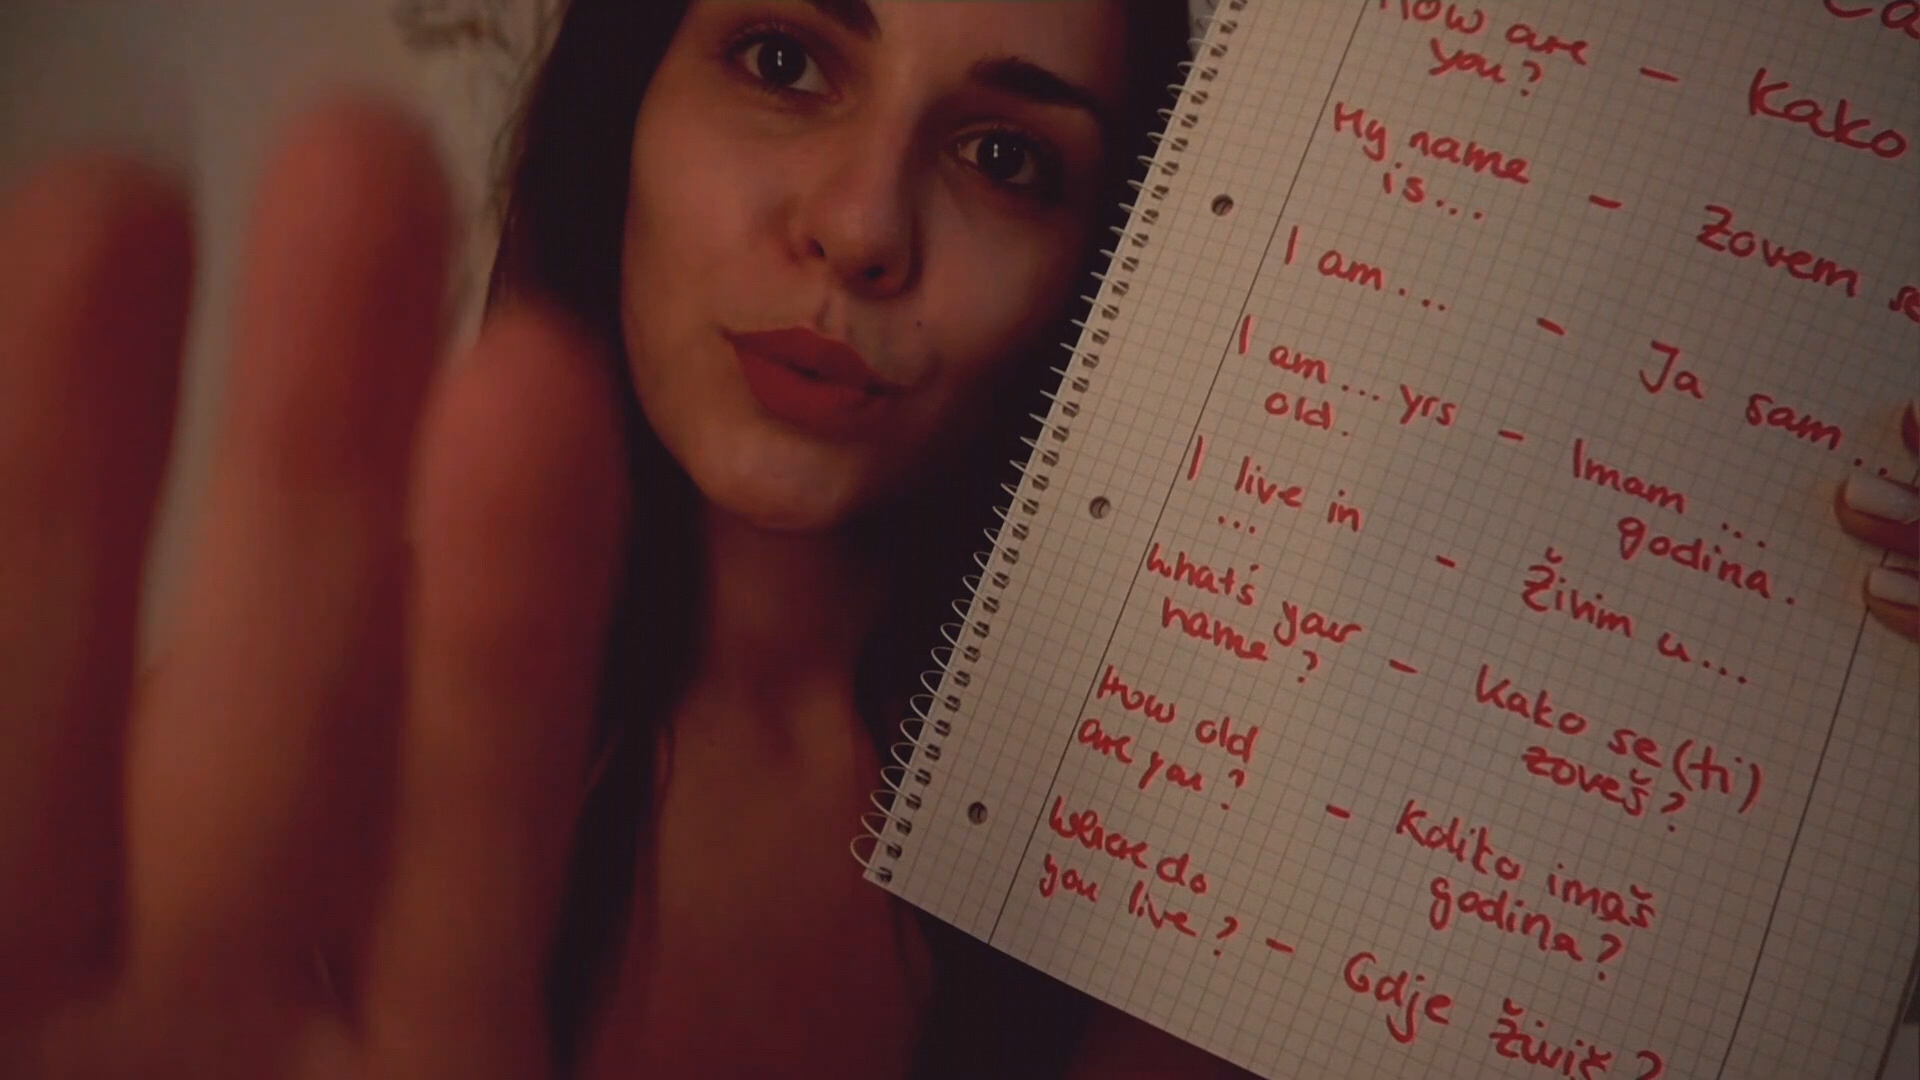 How are - Kako
you?
My name - Zovem se
is...
I am... - Ja sam...
I am... yrs - Imam...
old. godina.
I live in - Živim u...
...
What's your - Kako se (ti)
name? zoveš?
How old - Koliko imaš
are you? godina?
Where do
you live? - Gdje živiš?